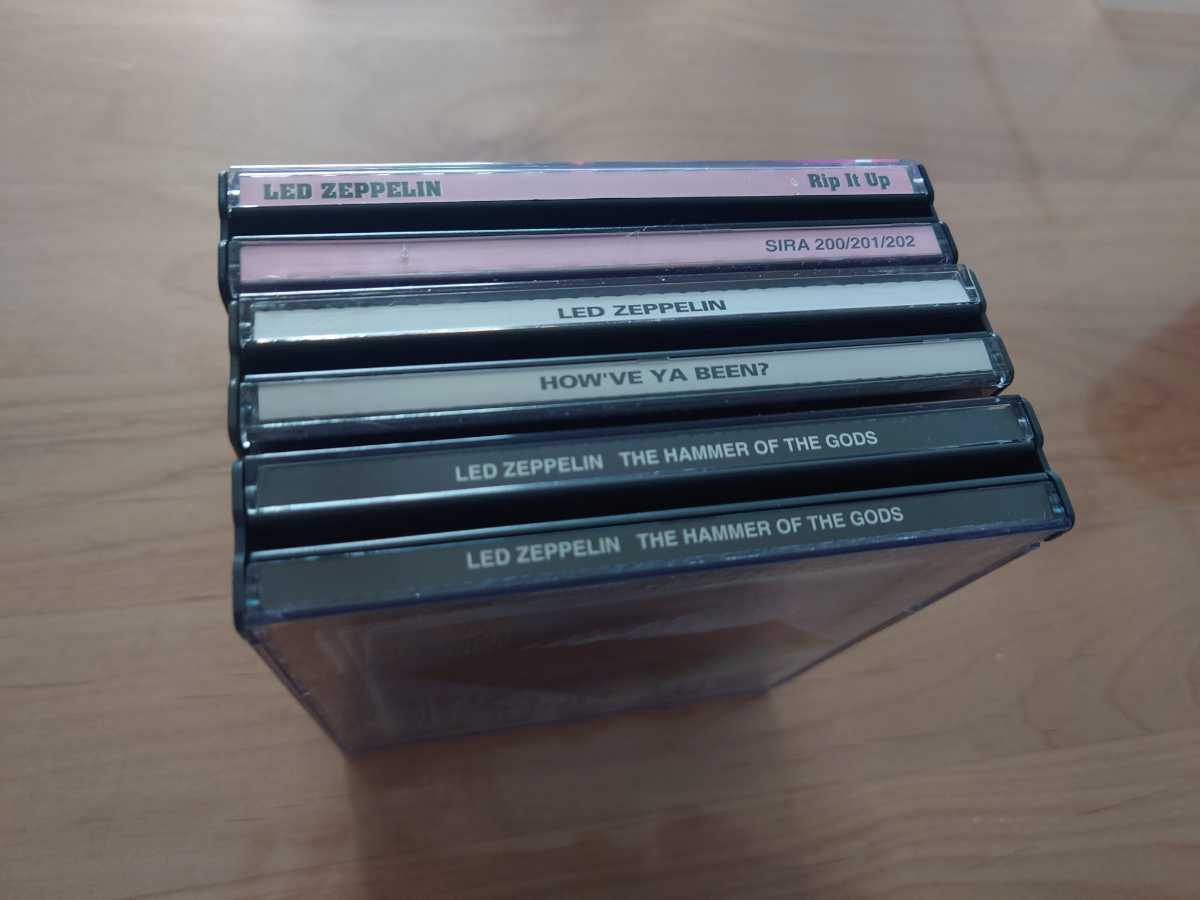 LED ZEPPELIN Rip It Up
SIRA 200/201/202
LED ZEPPELIN
HOW'VE YA BEEN?
LED ZEPPELIN THE HAMMER OF THE GODS
LED ZEPPELIN THE HAMMER OF THE GODS